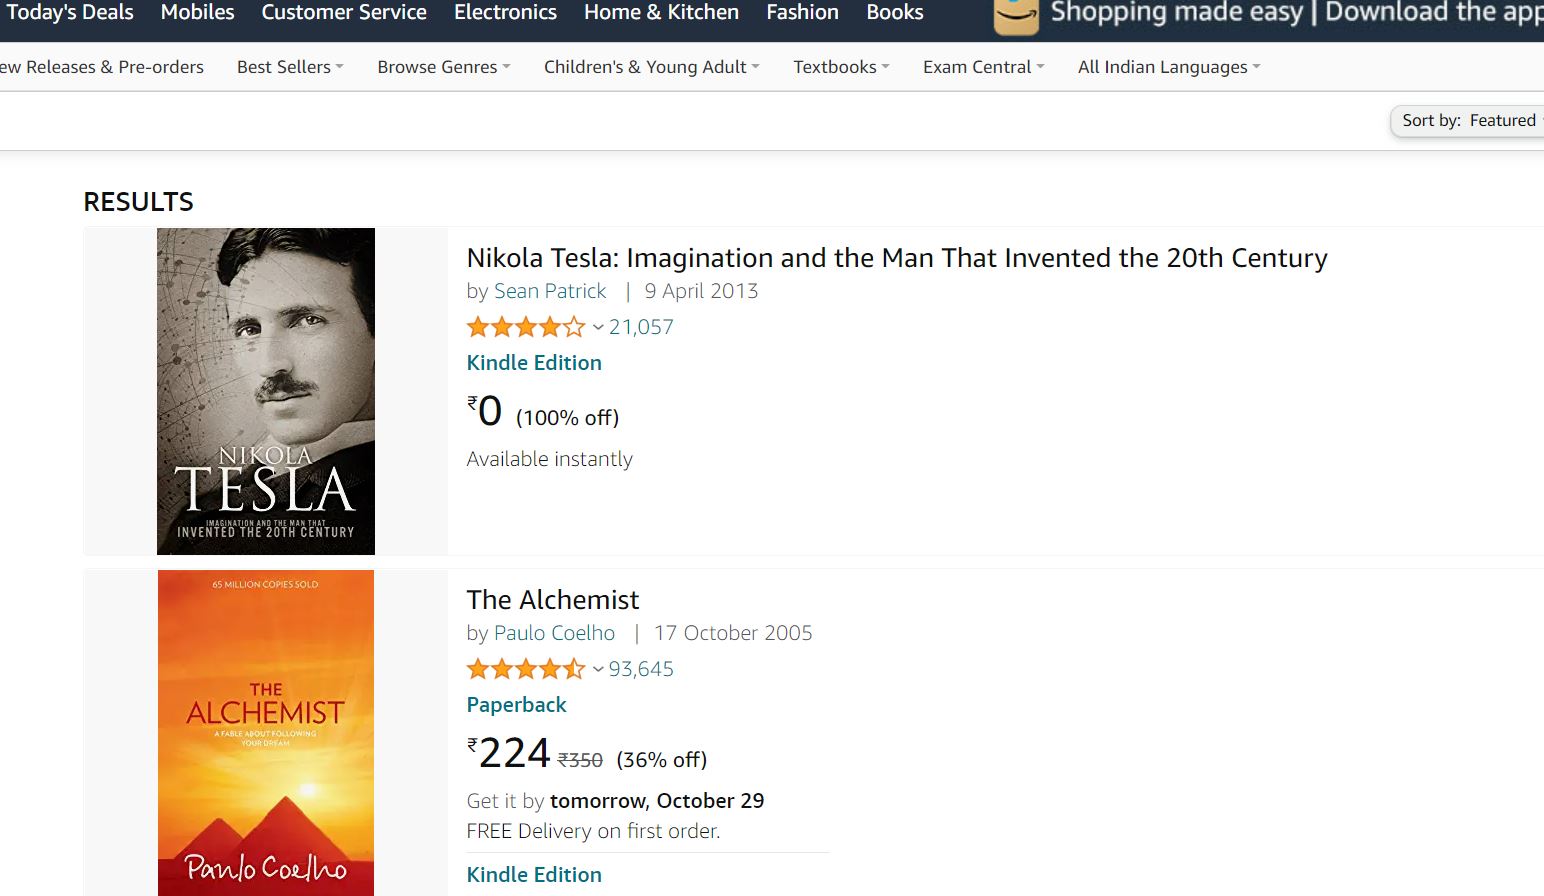 Today's Deals Mobiles Customer Service Electronics Home & Kitchen Fashion Books Shopping made easy | Download the app
ew Releases & Pre-orders Best Sellers Browse Genres Children's & Young Adult Textbooks Exam Central All Indian Languages
Sort by: Featured
RESULTS
NIKOLA
TESLA
IMAGINATION AND THE MAN THAT
INVENTED THE 20TH CENTURY
Nikola Tesla: Imagination and the Man That Invented the 20th Century
by Sean Patrick | 9 April 2013
21,057
Kindle Edition
₹0 (100% off)
Available instantly
65 MILLION COPIES SOLD
THE
ALCHEMIST
A FABLE ABOUT FOLLOWING
YOUR DREAM
Paulo Coelho
The Alchemist
by Paulo Coelho | 17 October 2005
93,645
Paperback
₹224 ₹350 (36% off)
Get it by tomorrow, October 29
FREE Delivery on first order.
Kindle Edition